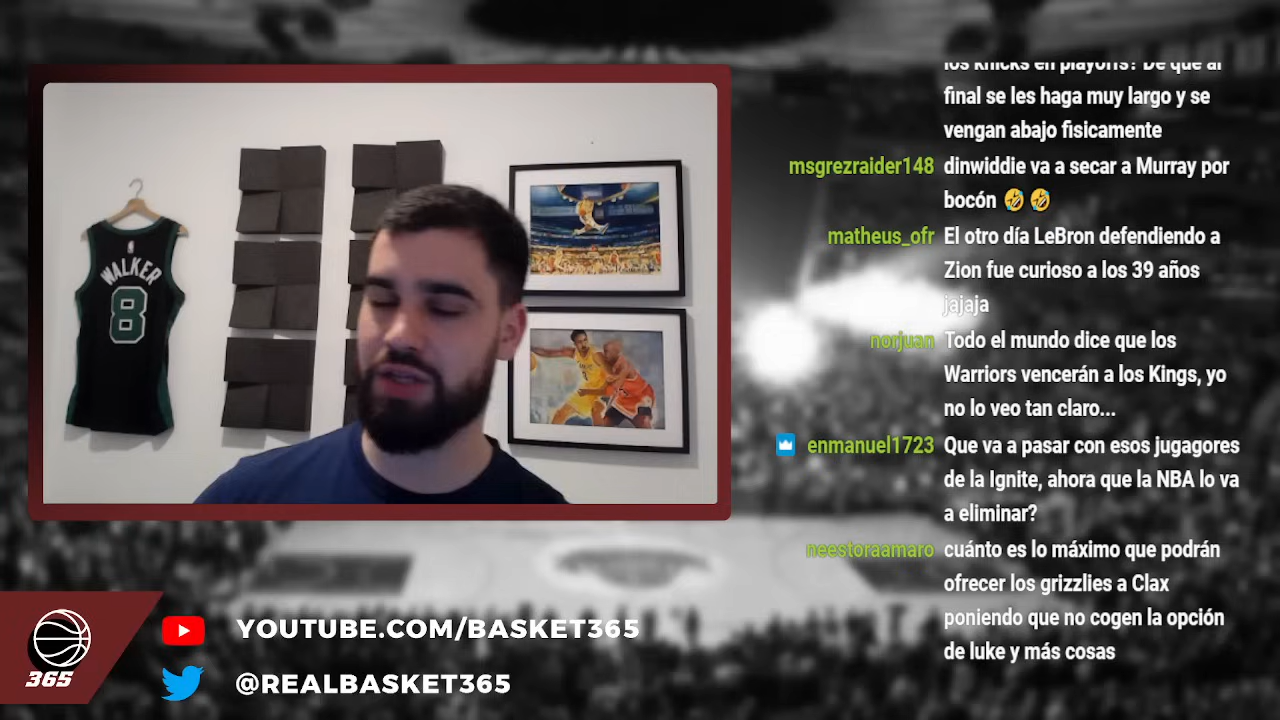 WALKER
8
los knicks en playoffs? De que al
final se les haga muy largo y se
vengan abajo fisicamente
msgrezraider148 dinwiddie va a secar a Murray por
bocón 🤣🤣
matheus_ofr El otro día LeBron defendiendo a
Zion fue curioso a los 39 años
jajaja
norjuan Todo el mundo dice que los
Warriors vencerán a los Kings, yo
no lo veo tan claro...
enmanuel1723 Que va a pasar con esos jugagores
de la Ignite, ahora que la NBA lo va
a eliminar?
neestoraamaro cuánto es lo máximo que podrán
ofrecer los grizzlies a Clax
poniendo que no cogen la opción
de luke y más cosas
365
YOUTUBE.COM/BASKET365
@REALBASKET365